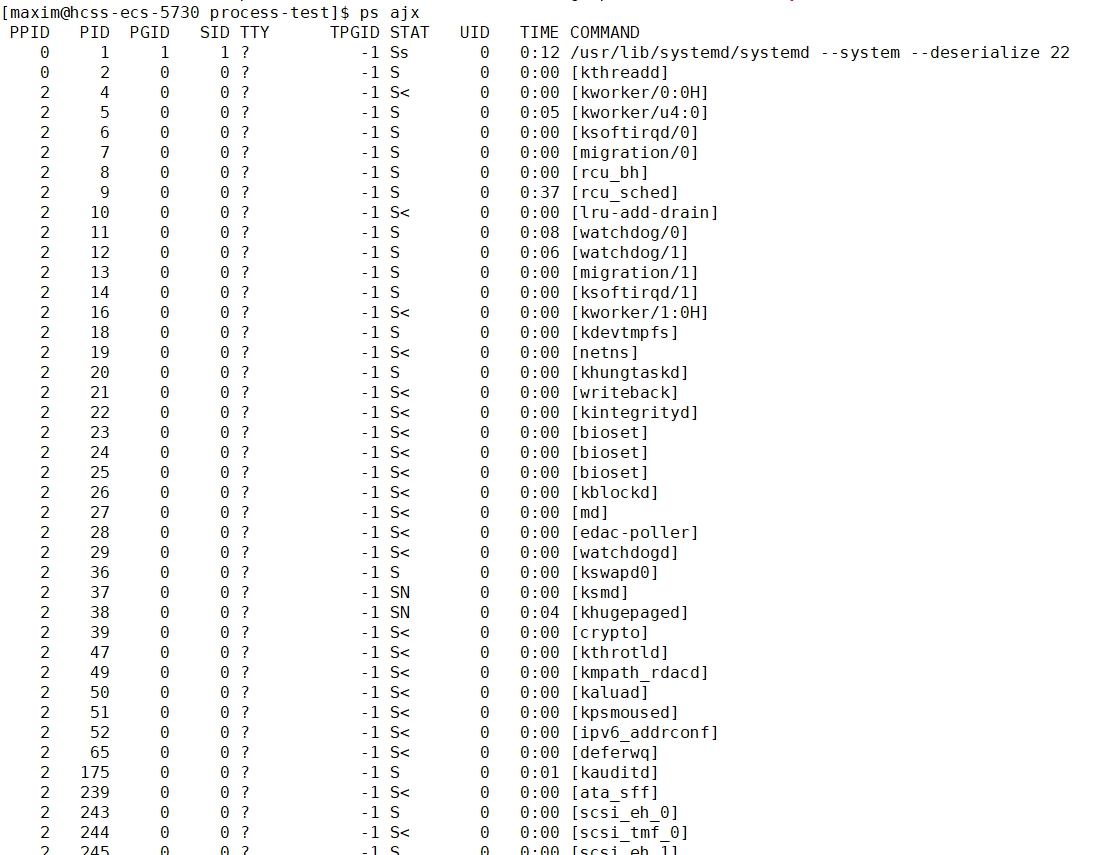 [maxim@hcss-ecs-5730 process-test]$ ps ajx
 PPID   PID  PGID   SID TTY      TPGID STAT   UID   TIME COMMAND
    0     1     1     1 ?           -1 Ss       0   0:12 /usr/lib/systemd/systemd --system --deserialize 22
    0     2     0     0 ?           -1 S        0   0:00 [kthreadd]
    2     4     0     0 ?           -1 S<       0   0:00 [kworker/0:0H]
    2     5     0     0 ?           -1 S        0   0:05 [kworker/u4:0]
    2     6     0     0 ?           -1 S        0   0:00 [ksoftirqd/0]
    2     7     0     0 ?           -1 S        0   0:00 [migration/0]
    2     8     0     0 ?           -1 S        0   0:00 [rcu_bh]
    2     9     0     0 ?           -1 S        0   0:37 [rcu_sched]
    2    10     0     0 ?           -1 S<       0   0:00 [lru-add-drain]
    2    11     0     0 ?           -1 S        0   0:08 [watchdog/0]
    2    12     0     0 ?           -1 S        0   0:06 [watchdog/1]
    2    13     0     0 ?           -1 S        0   0:00 [migration/1]
    2    14     0     0 ?           -1 S        0   0:00 [ksoftirqd/1]
    2    16     0     0 ?           -1 S<       0   0:00 [kworker/1:0H]
    2    18     0     0 ?           -1 S        0   0:00 [kdevtmpfs]
    2    19     0     0 ?           -1 S<       0   0:00 [netns]
    2    20     0     0 ?           -1 S        0   0:00 [khungtaskd]
    2    21     0     0 ?           -1 S<       0   0:00 [writeback]
    2    22     0     0 ?           -1 S<       0   0:00 [kintegrityd]
    2    23     0     0 ?           -1 S<       0   0:00 [bioset]
    2    24     0     0 ?           -1 S<       0   0:00 [bioset]
    2    25     0     0 ?           -1 S<       0   0:00 [bioset]
    2    26     0     0 ?           -1 S<       0   0:00 [kblockd]
    2    27     0     0 ?           -1 S<       0   0:00 [md]
    2    28     0     0 ?           -1 S<       0   0:00 [edac-poller]
    2    29     0     0 ?           -1 S<       0   0:00 [watchdogd]
    2    36     0     0 ?           -1 S        0   0:00 [kswapd0]
    2    37     0     0 ?           -1 SN       0   0:00 [ksmd]
    2    38     0     0 ?           -1 SN       0   0:04 [khugepaged]
    2    39     0     0 ?           -1 S<       0   0:00 [crypto]
    2    47     0     0 ?           -1 S<       0   0:00 [kthrotld]
    2    49     0     0 ?           -1 S<       0   0:00 [kmpath_rdacd]
    2    50     0     0 ?           -1 S<       0   0:00 [kaluad]
    2    51     0     0 ?           -1 S<       0   0:00 [kpsmoused]
    2    52     0     0 ?           -1 S<       0   0:00 [ipv6_addrconf]
    2    65     0     0 ?           -1 S<       0   0:00 [deferwq]
    2   175     0     0 ?           -1 S        0   0:01 [kauditd]
    2   239     0     0 ?           -1 S<       0   0:00 [ata_sff]
    2   243     0     0 ?           -1 S        0   0:00 [scsi_eh_0]
    2   244     0     0 ?           -1 S<       0   0:00 [scsi_tmf_0]
    2   245     0     0 ?           -1 S        0   0:00 [scsi_eh_1]